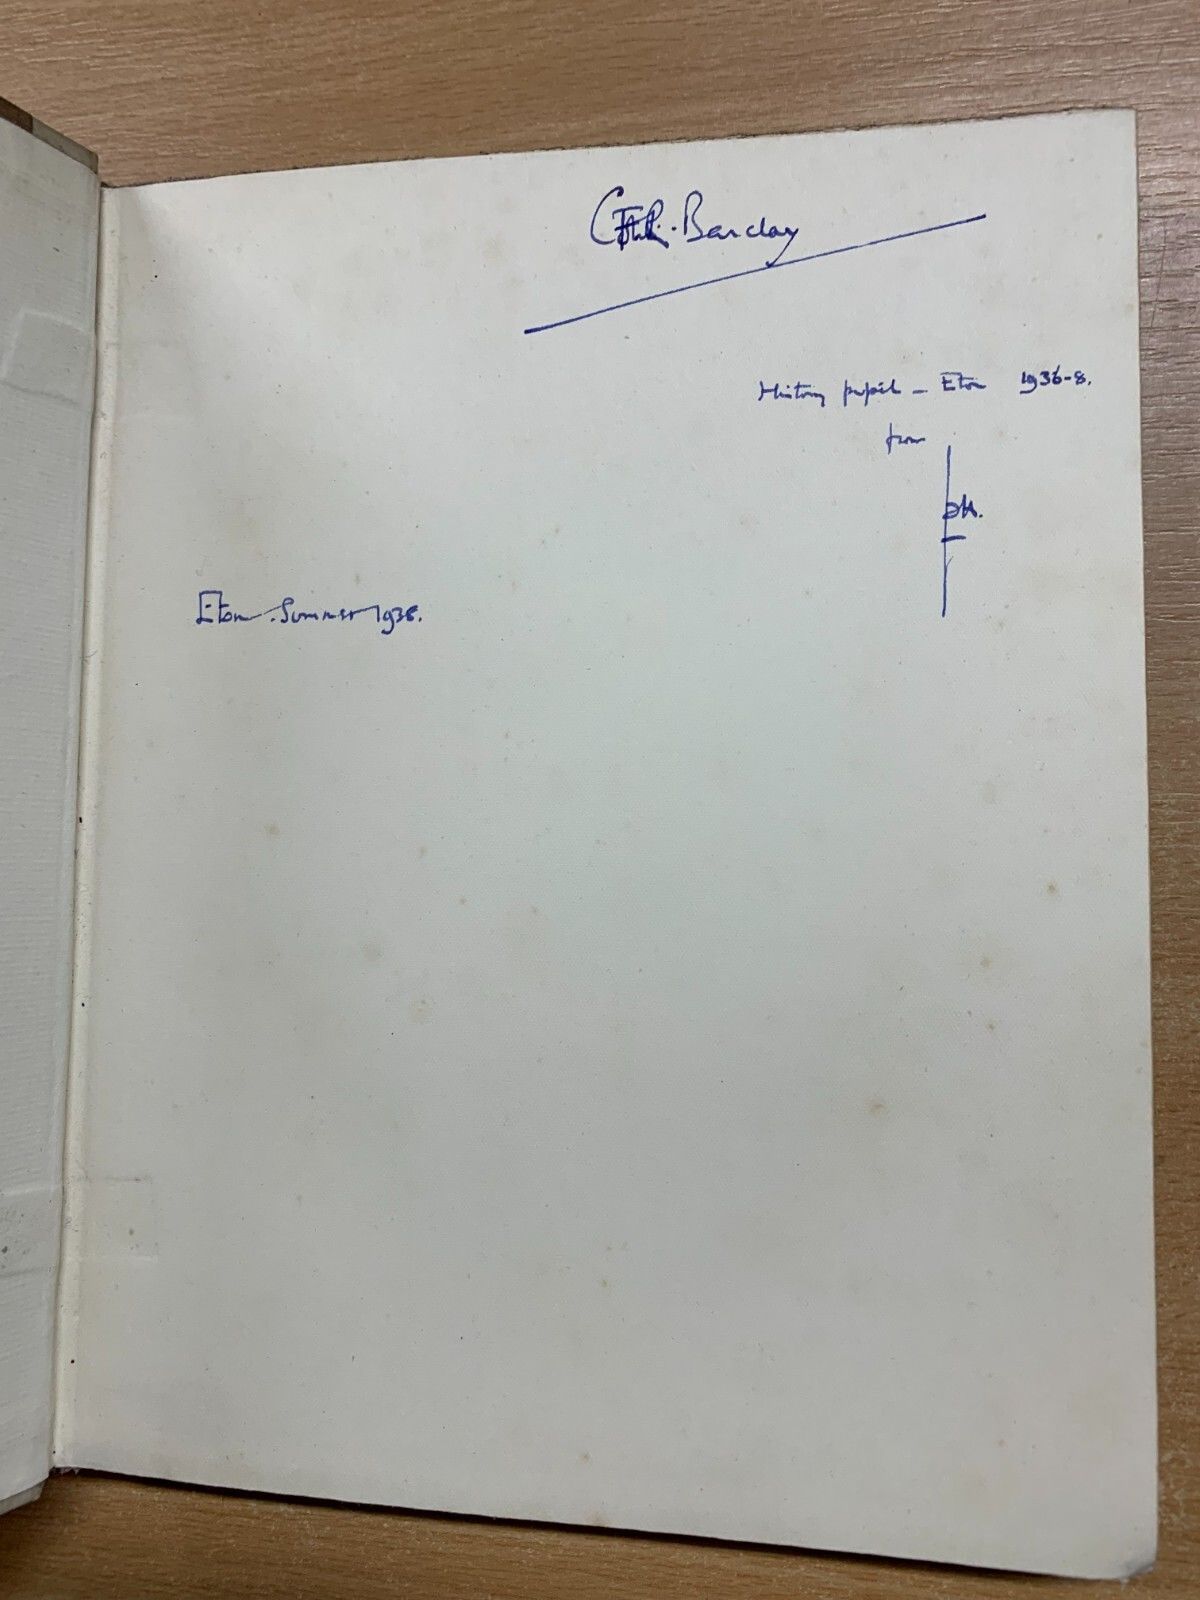 Barclay
History pupil – Eton 1936-8.
from
Eton. Summer 1938.